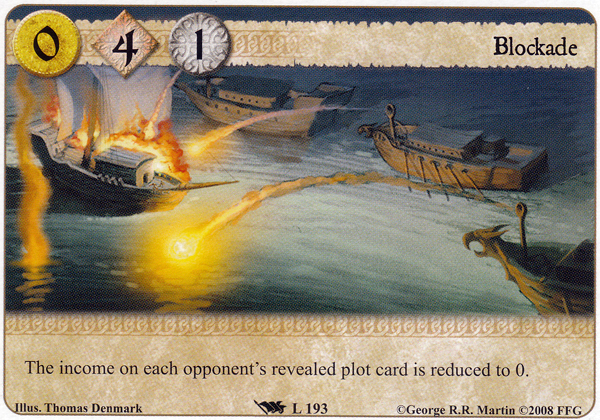 0 4 1 Blockade
The income on each opponent's revealed plot card is reduced to 0.
Illus. Thomas Denmark L 193 ©George R.R. Martin ©2008 FFG